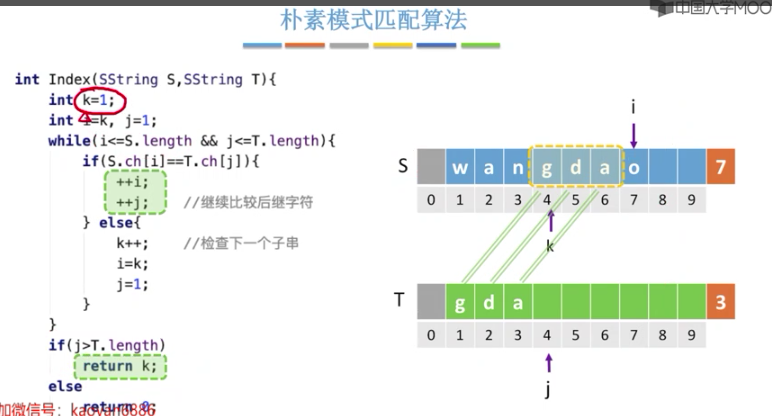 中国大学MOO
朴素模式匹配算法
int Index(SString S,SString T){
int k=1;
int i=k, j=1;
while(i<=S.length && j<=T.length){
if(S.ch[i]==T.ch[j]){
++i;
++j; //继续比较后继字符
} else{
k++; //检查下一个子串
i=k;
j=1;
}
}
if(j>T.length)
return k;
else
return 0;
加微信号：kaoyan8886
i
S w a n g d a o 7
0 1 2 3 4 5 6 7 8 9
k
T g d a 3
0 1 2 3 4 5 6 7 8 9
j